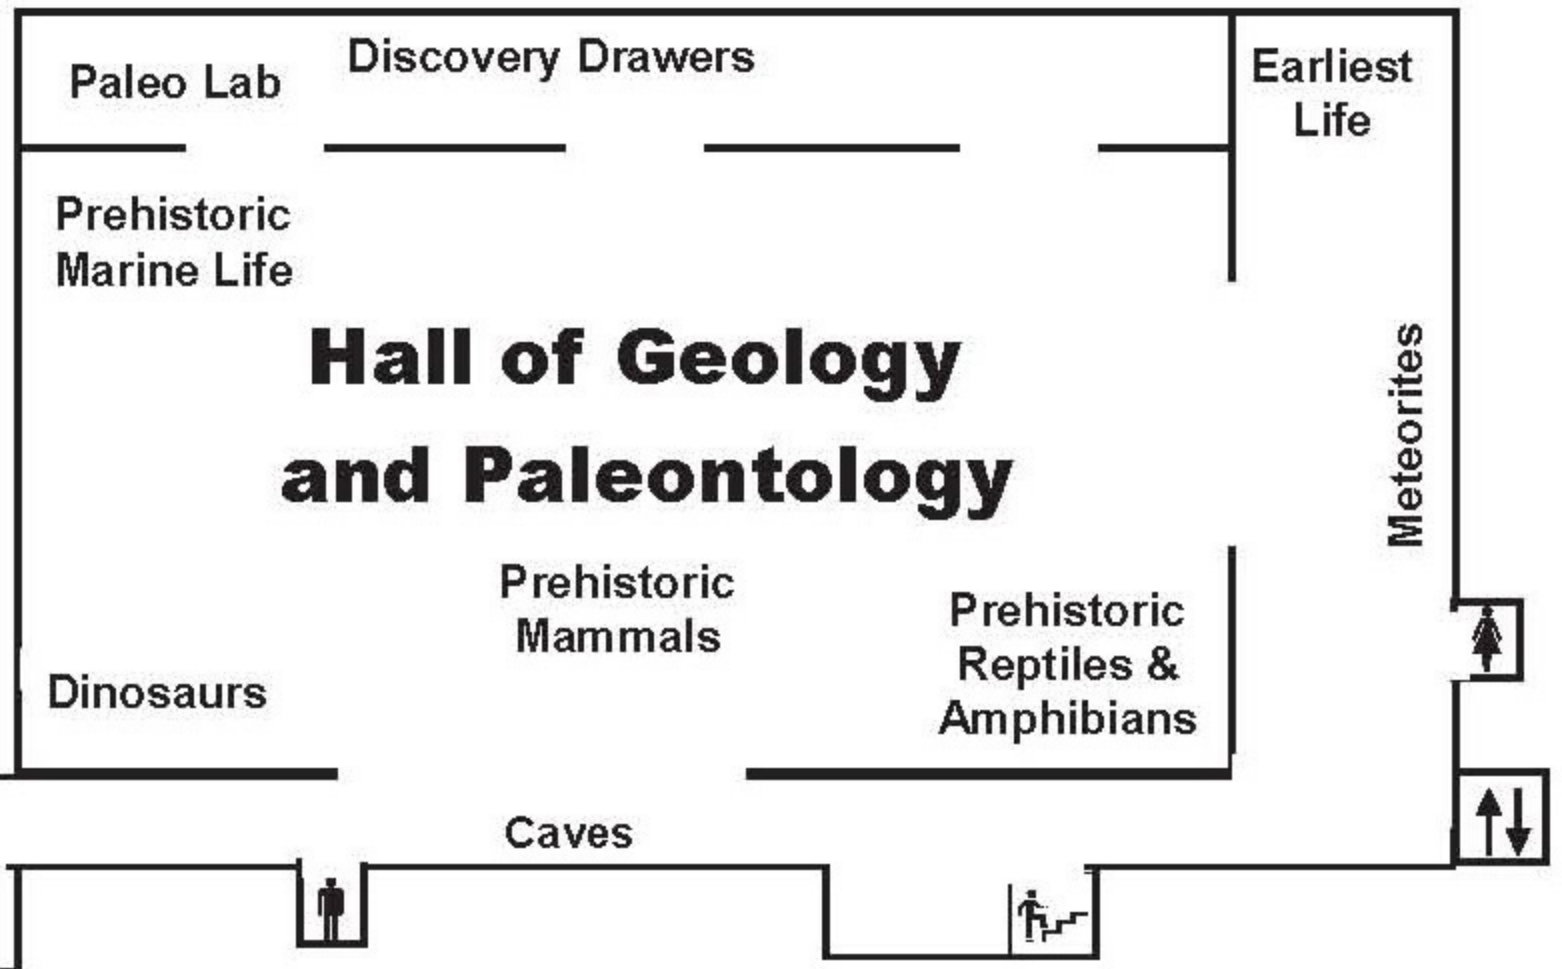 Paleo Lab
Discovery Drawers
Earliest
Life
Prehistoric
Marine Life
Hall of Geology
and Paleontology
Meteorites
Prehistoric
Mammals
Prehistoric
Reptiles &
Amphibians
Dinosaurs
Caves